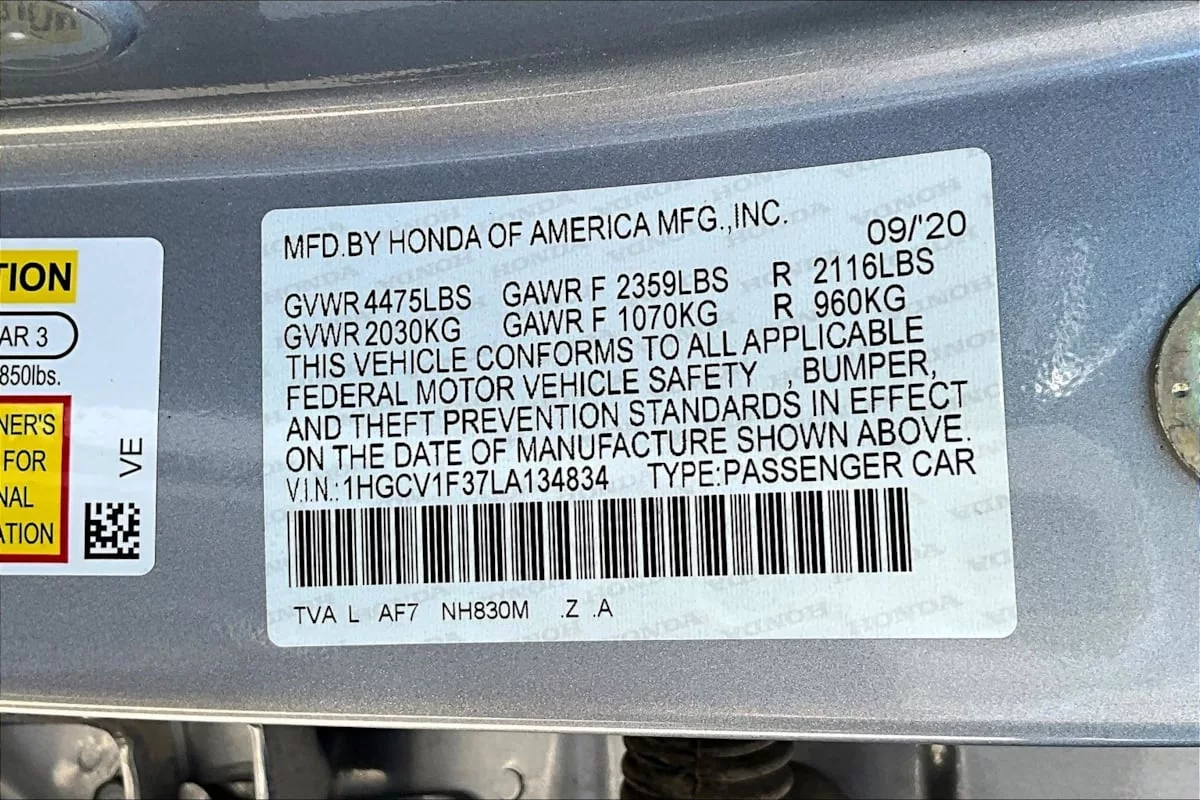 TION
AR 3
850lbs.
NER'S
FOR
NAL
ATION
VE
MFD.BY HONDA OF AMERICA MFG.,INC. 09/'20
GVWR 4475LBS GAWR F 2359LBS R 2116LBS
GVWR 2030KG GAWR F 1070KG R 960KG
THIS VEHICLE CONFORMS TO ALL APPLICABLE
FEDERAL MOTOR VEHICLE SAFETY , BUMPER,
AND THEFT PREVENTION STANDARDS IN EFFECT
ON THE DATE OF MANUFACTURE SHOWN ABOVE.
V.I.N.:1HGCV1F37LA134834 TYPE:PASSENGER CAR
TVA L AF7 NH830M .Z .A